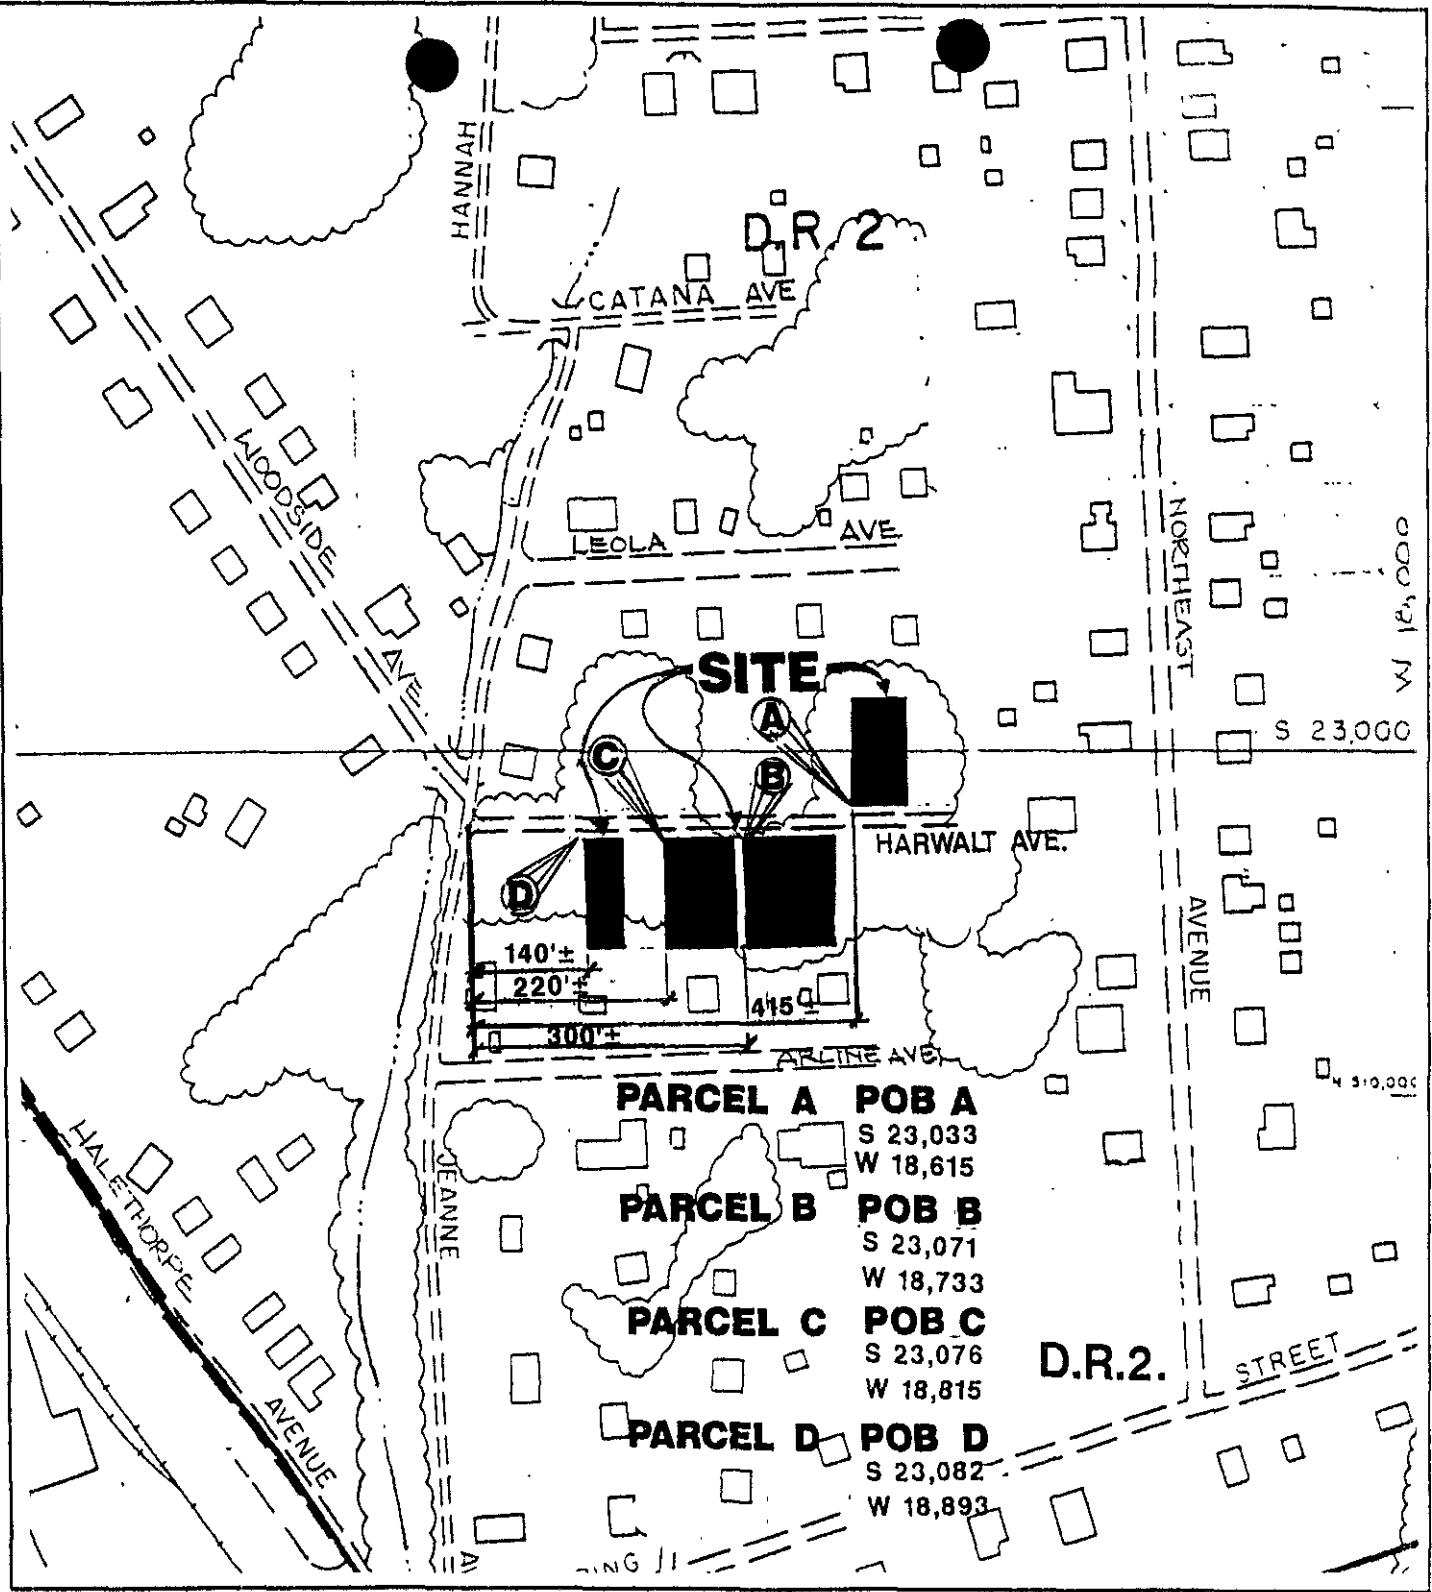 HANNAH
D.R 2
CATANA AVE
WOODSIDE
AVE.
LEOLA AVE.
NORTHEAST
AVENUE
W 18,000
SITE
A
S 23,000
C
B
HARWALT AVE.
D
140'±
220'±
415'±
300'±
ARLINE AVE
PARCEL A POB A
S 23,033
W 18,615
JEANNE
HALETHORPE
AVENUE
PARCEL B POB B
S 23,071
W 18,733
PARCEL C POB C
S 23,076
W 18,815
D.R.2.
STREET
PARCEL D POB D
S 23,082
W 18,893